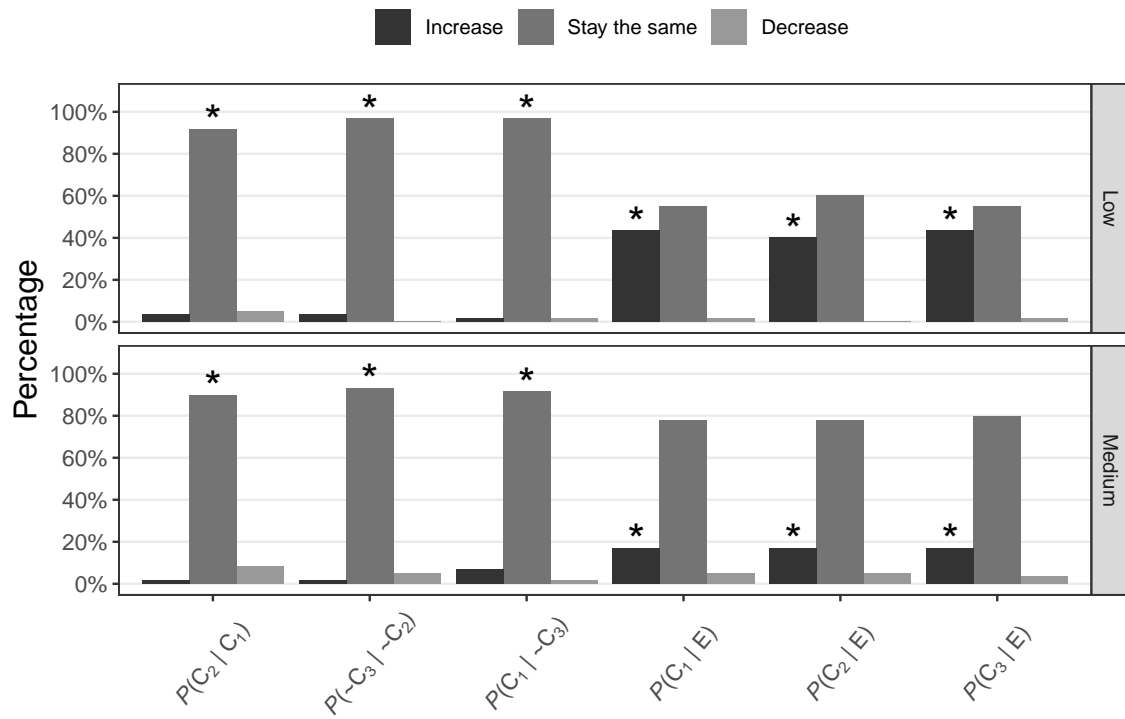 Increase Stay the same Decrease
Percentage
100%
80%
60%
40%
20%
0%
* * * * * *
Low
100%
80%
60%
40%
20%
0%
* * * * * *
Medium
P(C₂ | C₁)
P(~C₃ | ~C₂)
P(C₁ | ~C₃)
P(C₁ | E)
P(C₂ | E)
P(C₃ | E)